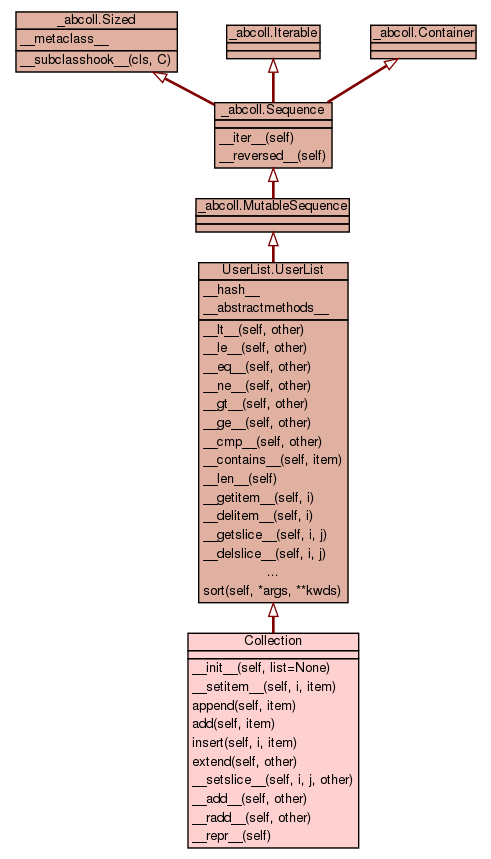 _abcoll.Sized
__metaclass__
__subclasshook__(cls, C)
_abcoll.Iterable
_abcoll.Container
_abcoll.Sequence
__iter__(self)
__reversed__(self)
_abcoll.MutableSequence
UserList.UserList
__hash__
__abstractmethods__
__lt__(self, other)
__le__(self, other)
__eq__(self, other)
__ne__(self, other)
__gt__(self, other)
__ge__(self, other)
__cmp__(self, other)
__contains__(self, item)
__len__(self)
__getitem__(self, i)
__delitem__(self, i)
__getslice__(self, i, j)
__delslice__(self, i, j)
...
sort(self, *args, **kwds)
Collection
__init__(self, list=None)
__setitem__(self, i, item)
append(self, item)
add(self, item)
insert(self, i, item)
extend(self, other)
__setslice__(self, i, j, other)
__add__(self, other)
__radd__(self, other)
__repr__(self)